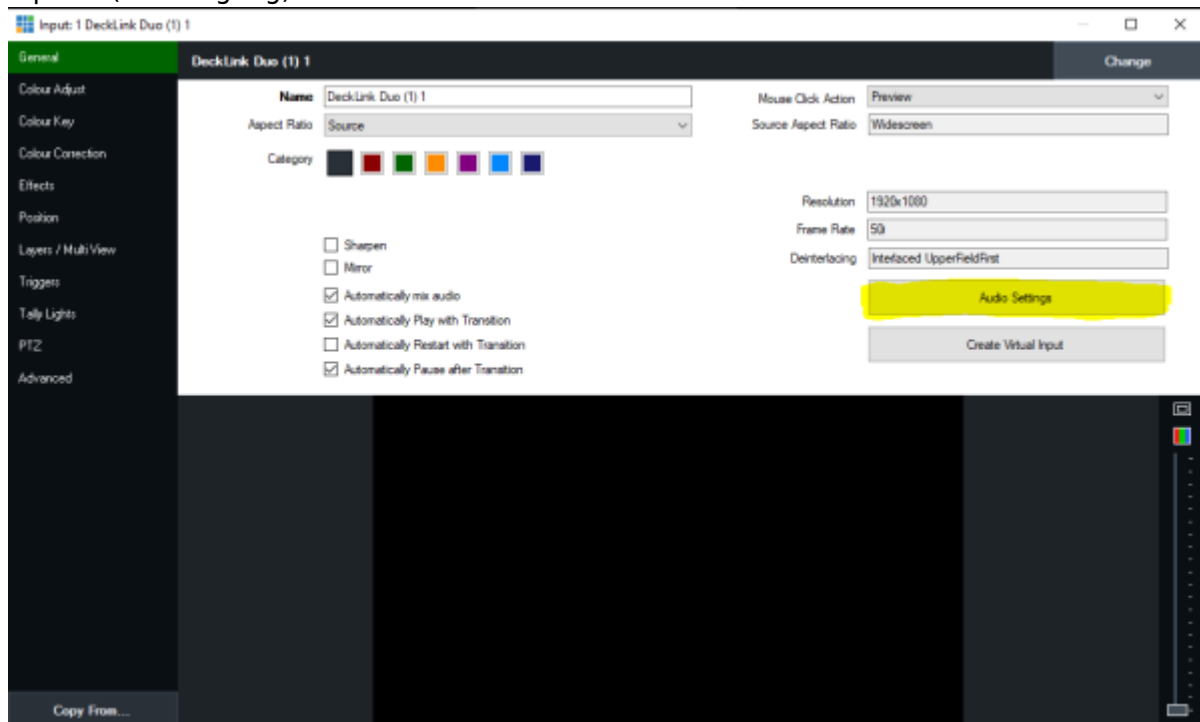 Input: 1 DeckLink Duo (1) 1
General
DeckLink Duo (1) 1
Change
Colour Adjust
Name DeckLink Duo (1) 1
Mouse Click Action Preview
Colour Key
Aspect Ratio Source
Source Aspect Ratio Widescreen
Colour Correction
Category
Effects
Position
Resolution 1920x1080
Frame Rate 50i
Layers / MultiView
Sharpen
Deinterlacing Interlaced UpperFieldFirst
Mirror
Triggers
Automatically mix audio
Audio Settings
Tally Lights
Automatically Play with Transition
PTZ
Automatically Restart with Transition
Create Virtual Input
Advanced
Automatically Pause after Transition
Copy From...